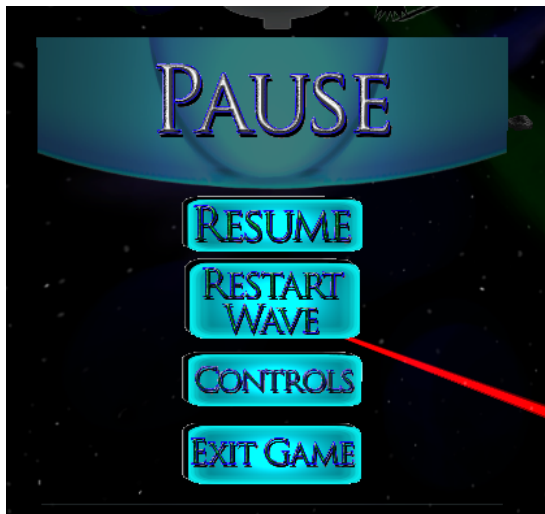 PAUSE
RESUME
RESTART
WAVE
CONTROLS
EXIT GAME